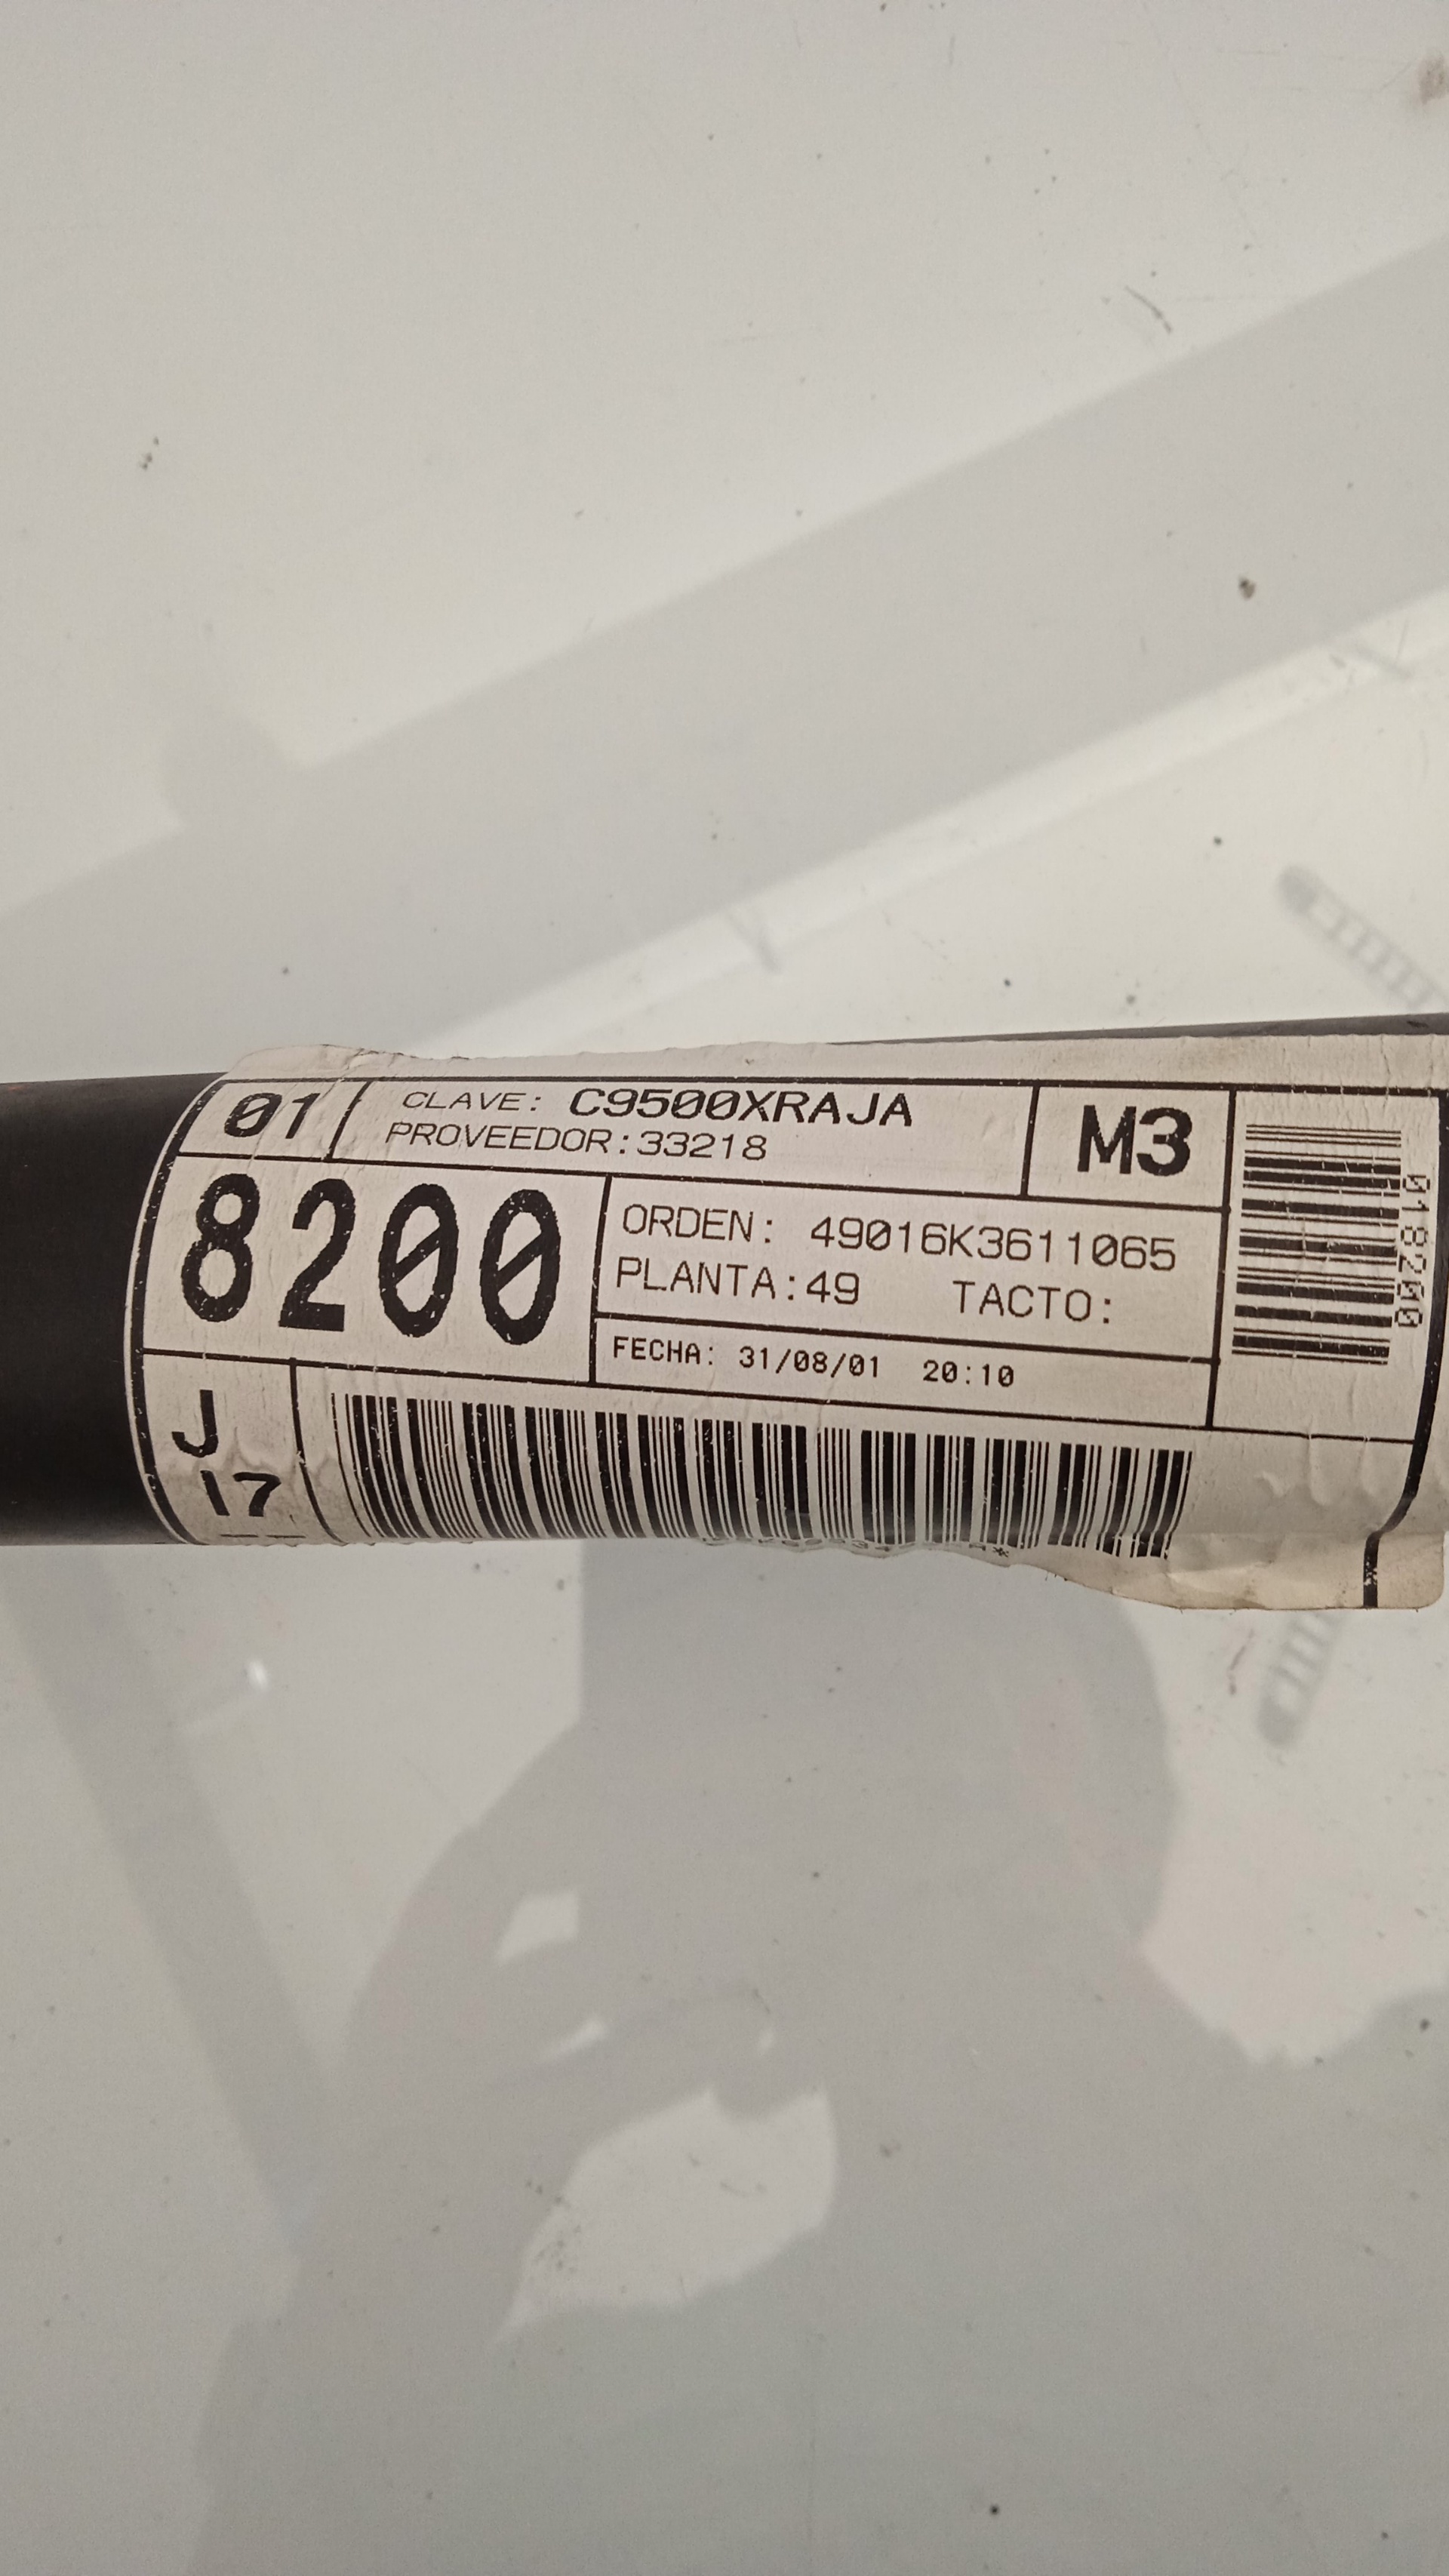 01
CLAVE: C9500XRAJA
PROVEEDOR:33218
M3
8200
ORDEN: 49016K3611065
PLANTA:49 TACTO:
FECHA: 31/08/01 20:10
018200
J
17